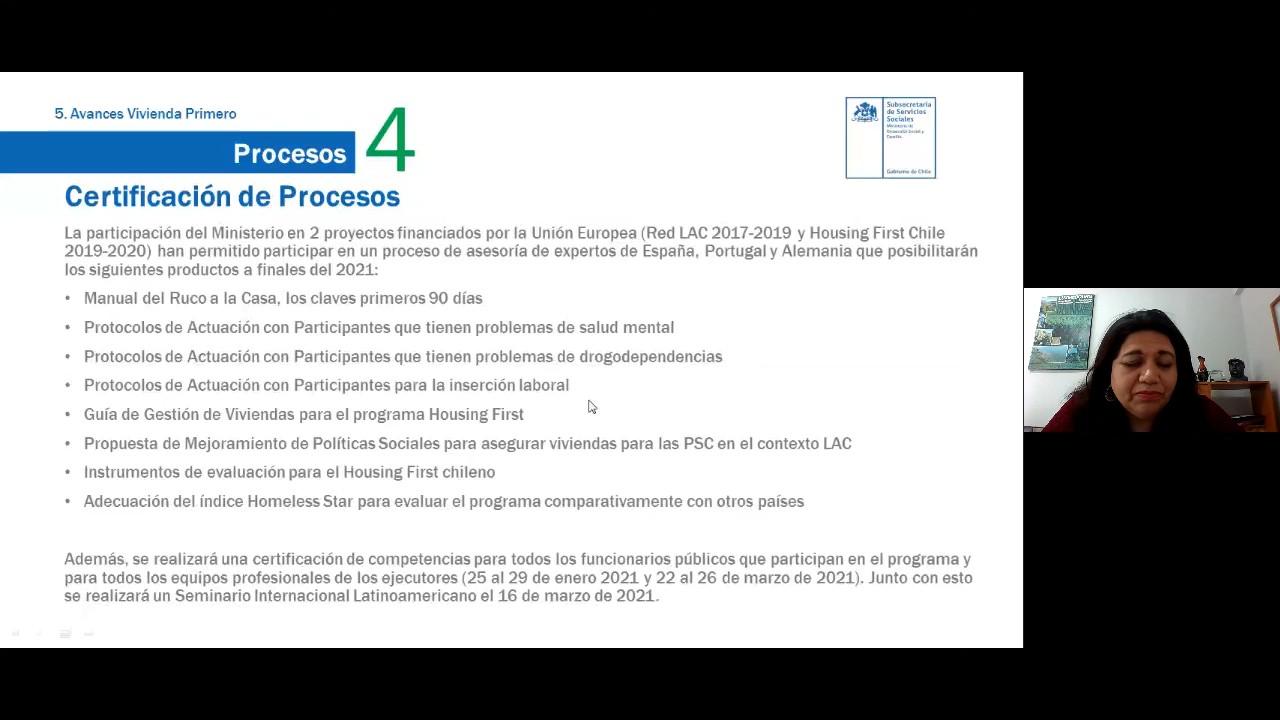 5. Avances Vivienda Primero
Procesos
4
Subsecretaría
de Servicios
Sociales
Ministerio de
Desarrollo Social y
Familia
Gobierno de Chile
Certificación de Procesos
La participación del Ministerio en 2 proyectos financiados por la Unión Europea (Red LAC 2017-2019 y Housing First Chile
2019-2020) han permitido participar en un proceso de asesoría de expertos de España, Portugal y Alemania que posibilitarán
los siguientes productos a finales del 2021:
• Manual del Ruco a la Casa, los claves primeros 90 días
• Protocolos de Actuación con Participantes que tienen problemas de salud mental
• Protocolos de Actuación con Participantes que tienen problemas de drogodependencias
• Protocolos de Actuación con Participantes para la inserción laboral
• Guía de Gestión de Viviendas para el programa Housing First
• Propuesta de Mejoramiento de Políticas Sociales para asegurar viviendas para las PSC en el contexto LAC
• Instrumentos de evaluación para el Housing First chileno
• Adecuación del índice Homeless Star para evaluar el programa comparativamente con otros países
Además, se realizará una certificación de competencias para todos los funcionarios públicos que participan en el programa y
para todos los equipos profesionales de los ejecutores (25 al 29 de enero 2021 y 22 al 26 de marzo de 2021). Junto con esto
se realizará un Seminario Internacional Latinoamericano el 16 de marzo de 2021.